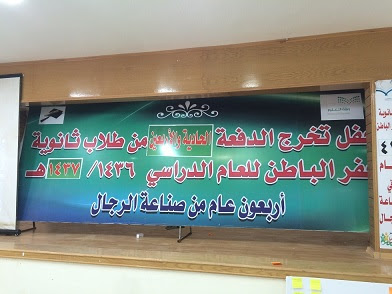 حفل تخرج الدفعة الحادية والأربعين من طلاب ثانوية
حفر الباطن للعام الدراسي ١٤٣٦/ ١٤٣٧هـ
أربعون عام من صناعة الرجال